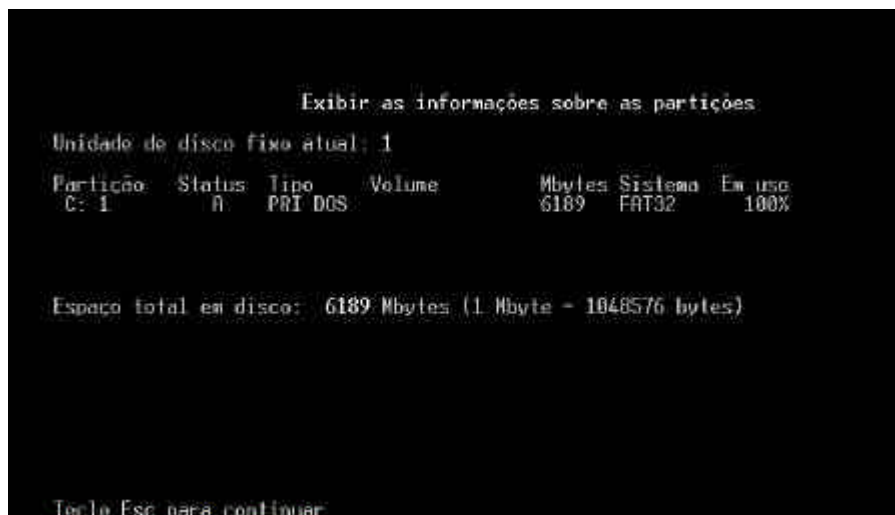 Exibir as informações sobre as partições
Unidade de disco fixo atual: 1
Partição Status Tipo Volume Mbytes Sistema Em uso
C: 1 A PRI DOS 6189 FAT32 100%
Espaço total em disco: 6189 Mbytes (1 Mbyte = 1048576 bytes)
Tecle Esc para continuar